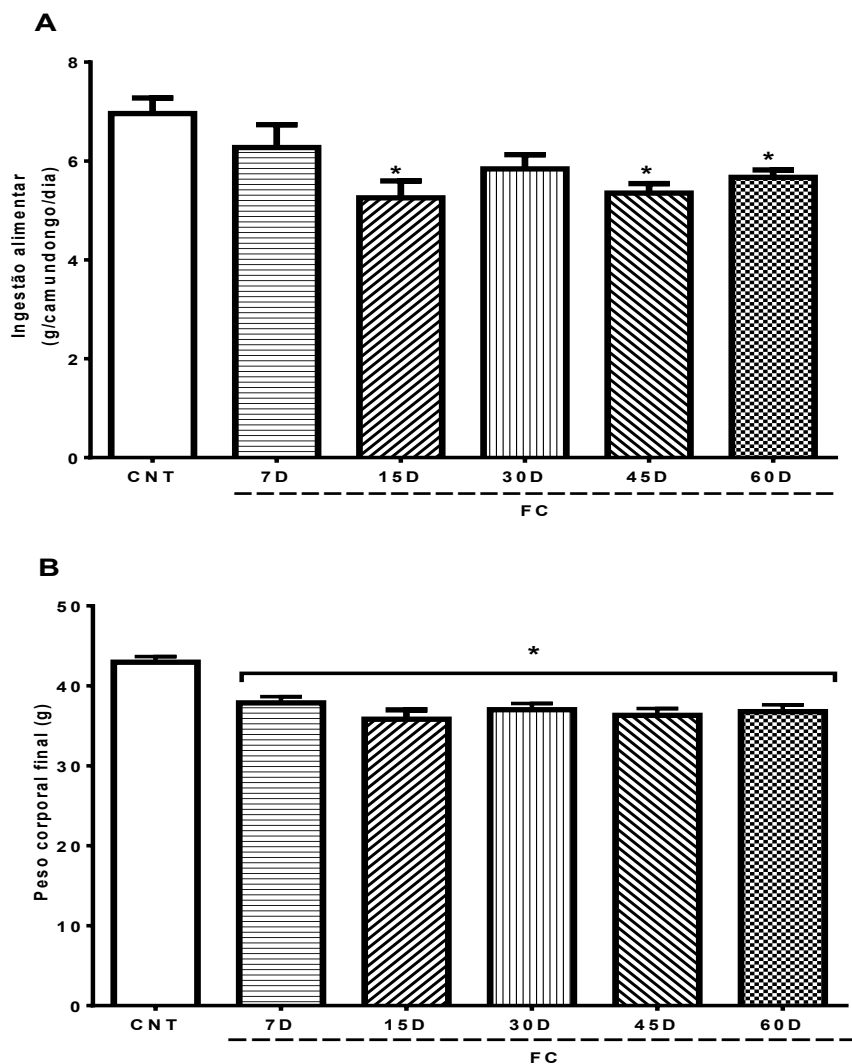 A
8
6
4
2
0
Ingestão alimentar
(g/camundongo/dia)
*
*
*
CNT
7D
15D
30D
45D
60D
FC
B
50
40
30
20
10
0
Peso corporal final (g)
*
CNT
7D
15D
30D
45D
60D
FC